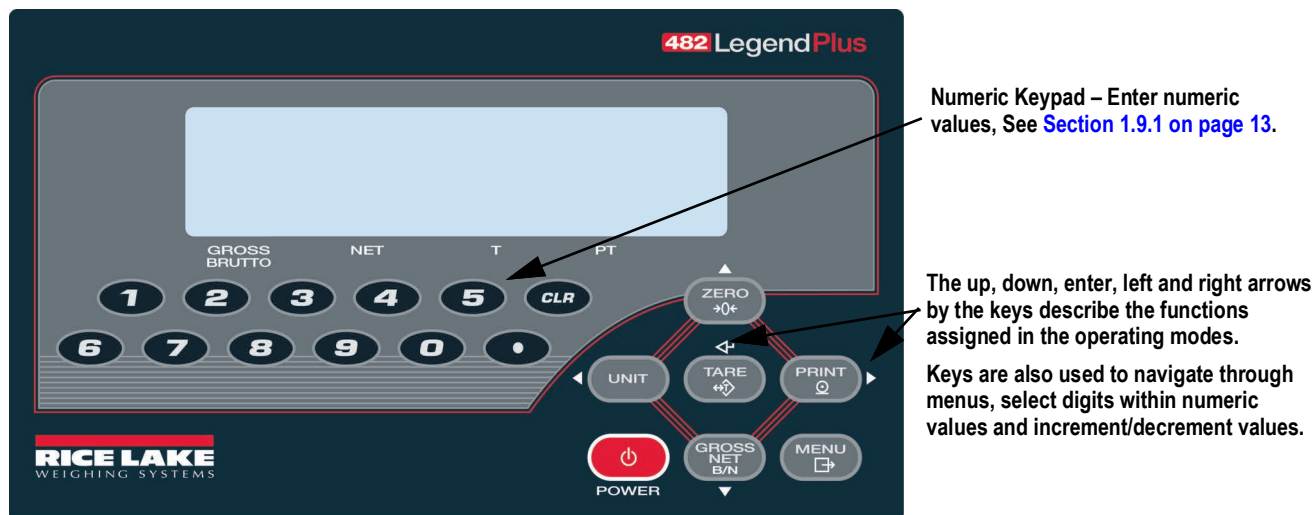 482 LegendPlus
Numeric Keypad – Enter numeric
values, See Section 1.9.1 on page 13.
GROSS
BRUTTO
NET
T
PT
1 2 3 4 5 CLR
6 7 8 9 0 •
ZERO
→0←
The up, down, enter, left and right arrows
by the keys describe the functions
assigned in the operating modes.
Keys are also used to navigate through
menus, select digits within numeric
values and increment/decrement values.
UNIT
TARE
↔T
PRINT
GROSS
NET
B/N
MENU
POWER
RICE LAKE
WEIGHING SYSTEMS